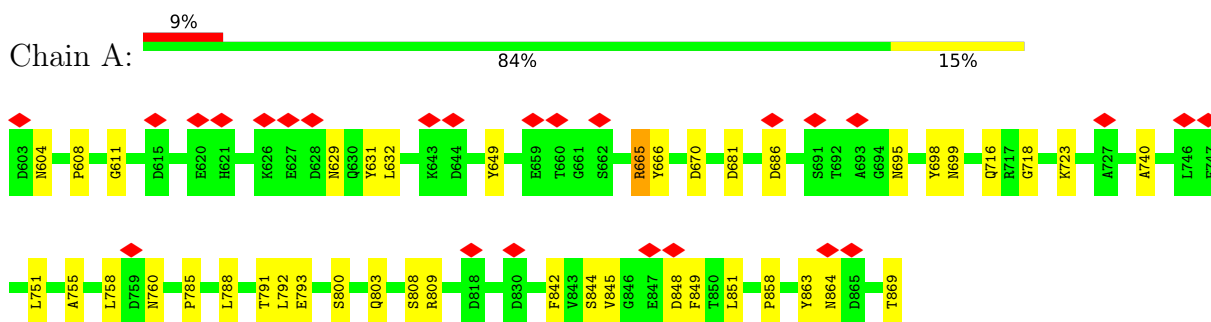 9%
Chain A:
84% 15%
D603 N604 P608 G611 D615 E620 H621 K626 E627 D628 N629 Q630 Y631 L632 K643 D644 Y649 E659 T660 G661 S662 R665 Y666 D670 D681 D686 S691 T692 A693 G694 N695 Y698 N699 Q716 R717 G718 K723 A727 A740 L746
L751 A755 L758 D759 N760 P785 L788 T791 L792 E793 S800 Q803 S808 R809 D818 D830 F842 V843 S844 V845 G846 E847 D848 F849 T850 L851 P858 Y863 N864 D865 T869